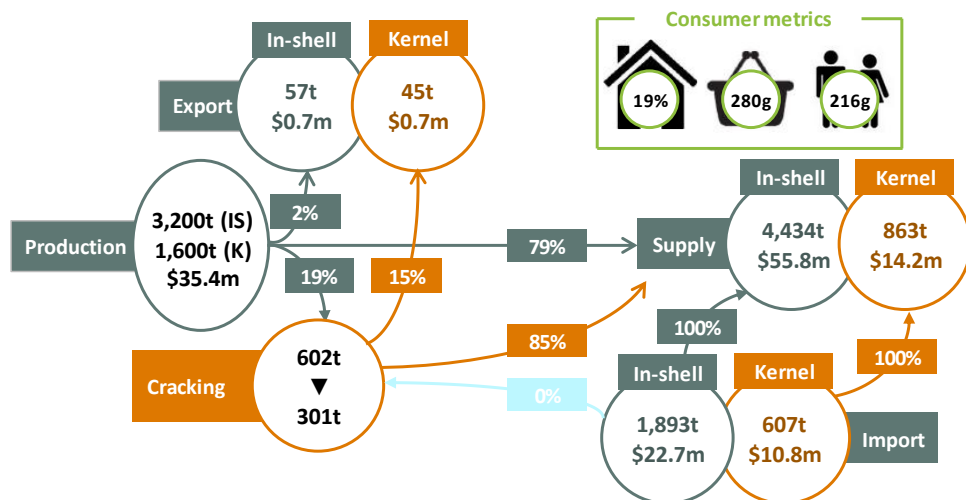 Consumer metrics
19%
280g
216g
In-shell
Kernel
Export
57t
$0.7m
45t
$0.7m
Production
3,200t (IS)
1,600t (K)
$35.4m
2%
79%
19%
15%
Supply
In-shell
Kernel
4,434t
$55.8m
863t
$14.2m
Cracking
602t
▼
301t
85%
0%
100%
100%
In-shell
Kernel
1,893t
$22.7m
607t
$10.8m
Import